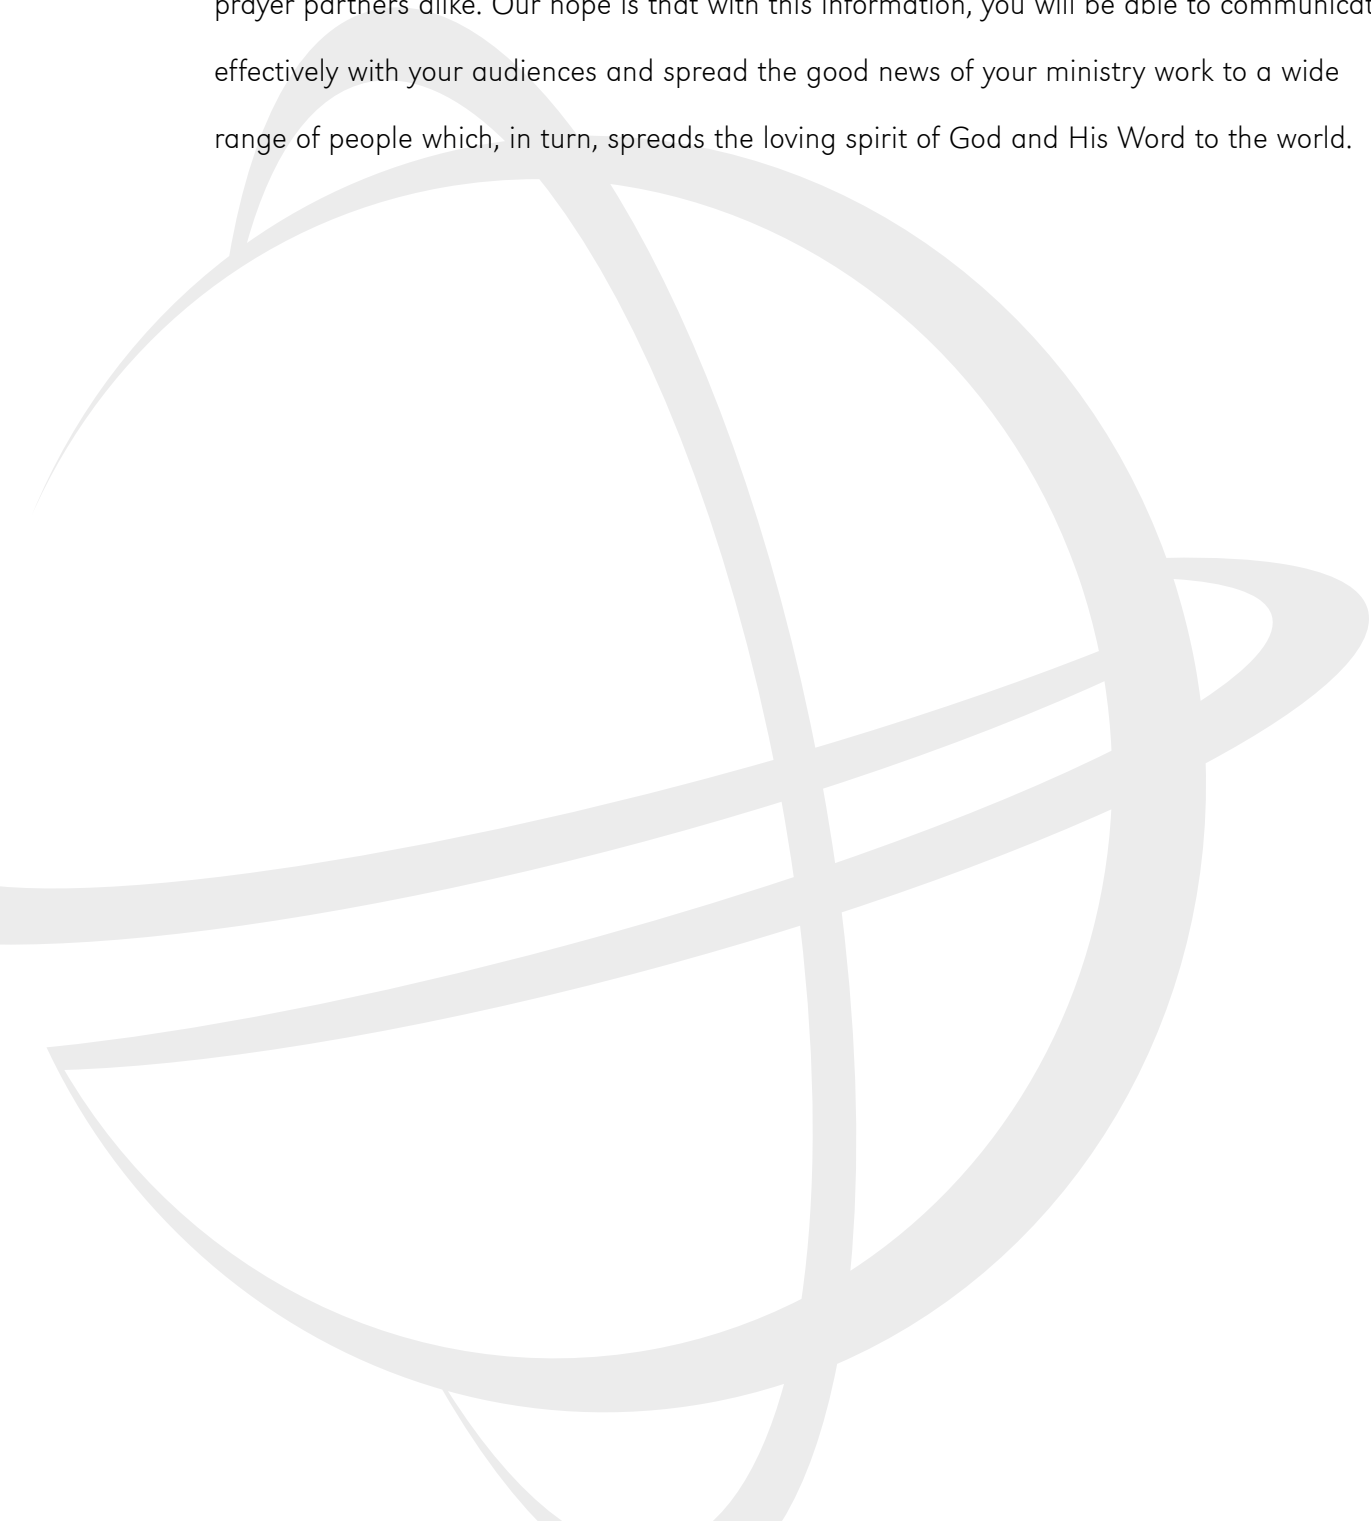 prayer partners alike. Our hope is that with this information, you will be able to communicat
effectively with your audiences and spread the good news of your ministry work to a wide
range of people which, in turn, spreads the loving spirit of God and His Word to the world.